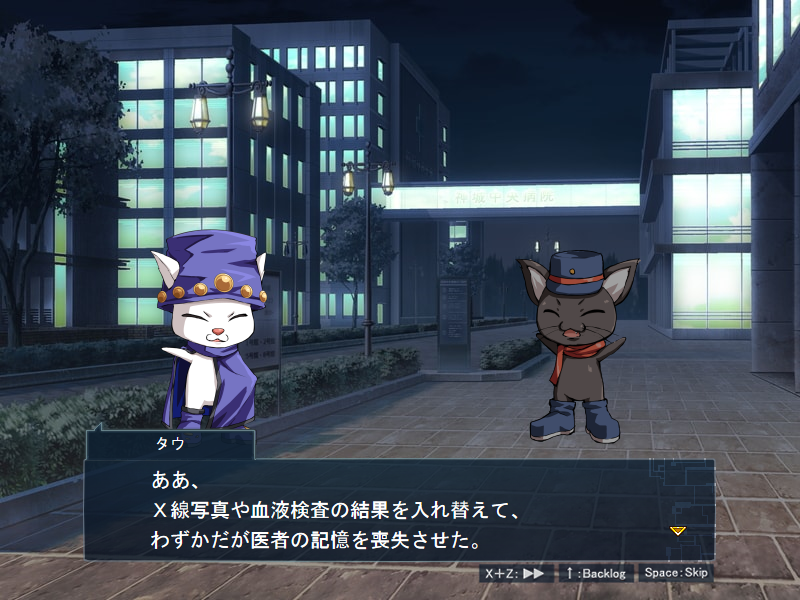 タウ
ああ、
X線写真や血液検査の結果を入れ替えて、
わずかだが医者の記憶を喪失させた。
X+Z:▶▶
↑:Backlog
Space:Skip